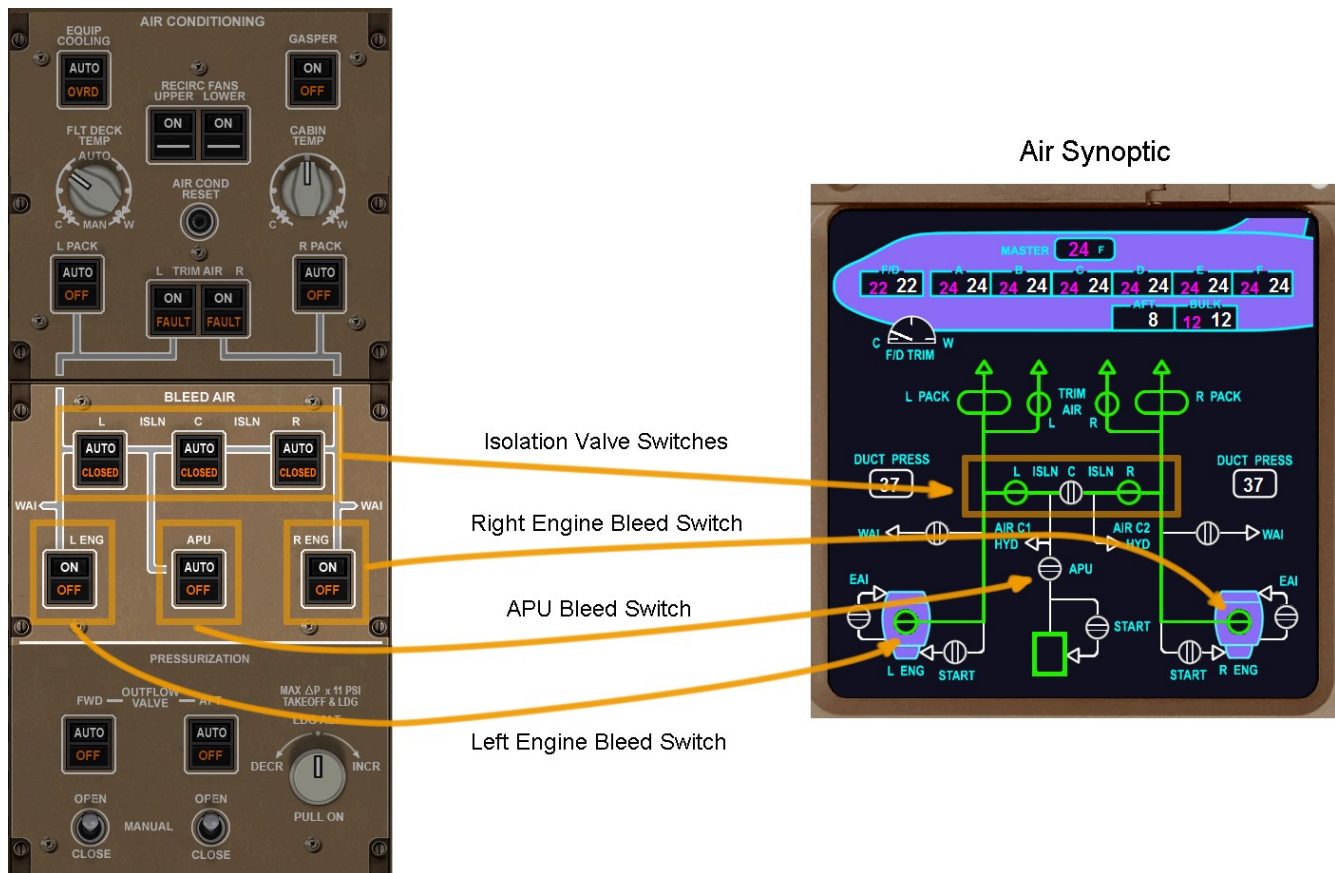 AIR CONDITIONING
EQUIP
COOLING
GASPER
AUTO
OVRD
ON
OFF
RECIRC FANS
UPPER LOWER
ON
ON
FLT DECK
TEMP
AUTO
C MAN W
CABIN
TEMP
C W
AIR COND
RESET
L PACK
AUTO
OFF
R PACK
AUTO
OFF
L TRIM AIR R
ON
FAULT
ON
FAULT
BLEED AIR
L ISLN C ISLN R
AUTO
CLOSED
AUTO
CLOSED
AUTO
CLOSED
WAI
WAI
L ENG
ON
OFF
APU
AUTO
OFF
R ENG
ON
OFF
PRESSURIZATION
OUTFLOW
FWD VALVE AFT
AUTO
OFF
AUTO
OFF
MAX ΔP x 11 PSI
TAKEOFF & LDG
LDG ALT
DECR INCR
PULL ON
OPEN
OPEN
MANUAL
CLOSE
CLOSE
Isolation Valve Switches
Right Engine Bleed Switch
APU Bleed Switch
Left Engine Bleed Switch
Air Synoptic
MASTER 24 F
F/D A B C D E F
22 22 24 24 24 24 24 24 24 24 24 24 24 24
AFT BULK
8 12 12
C W
F/D TRIM
L PACK
TRIM
AIR
L R
R PACK
DUCT PRESS
37
L ISLN C ISLN R
DUCT PRESS
37
WAI
AIR C1
HYD
AIR C2
HYD
WAI
APU
EAI
EAI
START
L ENG
START
START
R ENG